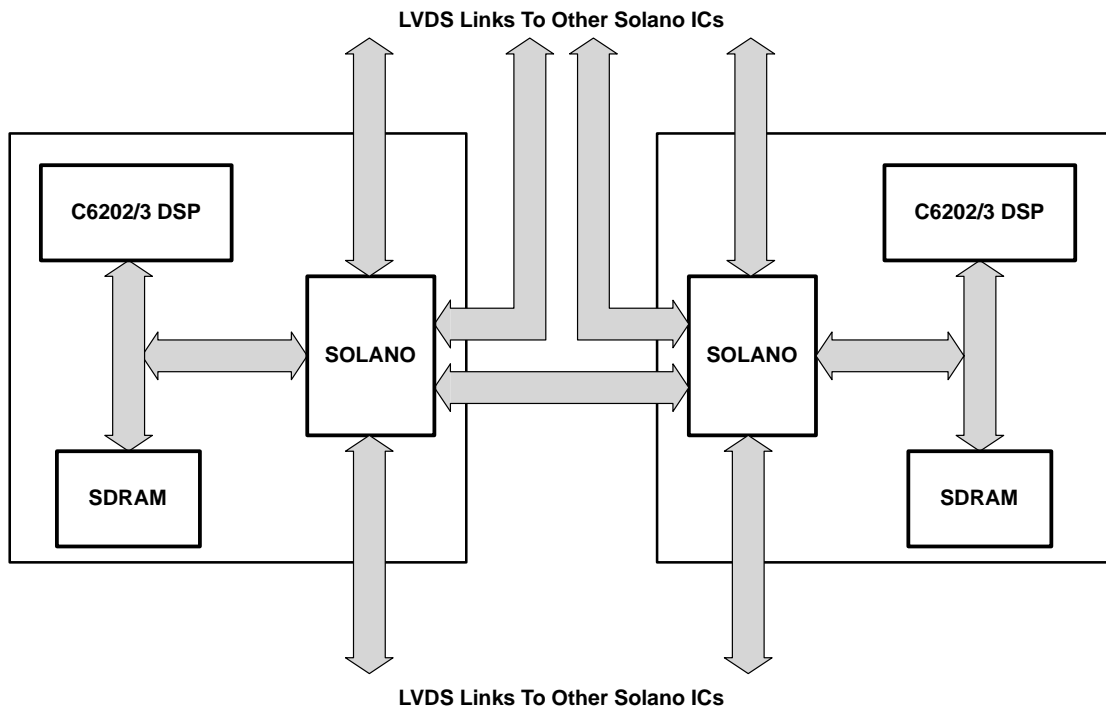 LVDS Links To Other Solano ICs
C6202/3 DSP
C6202/3 DSP
SOLANO
SOLANO
SDRAM
SDRAM
LVDS Links To Other Solano ICs